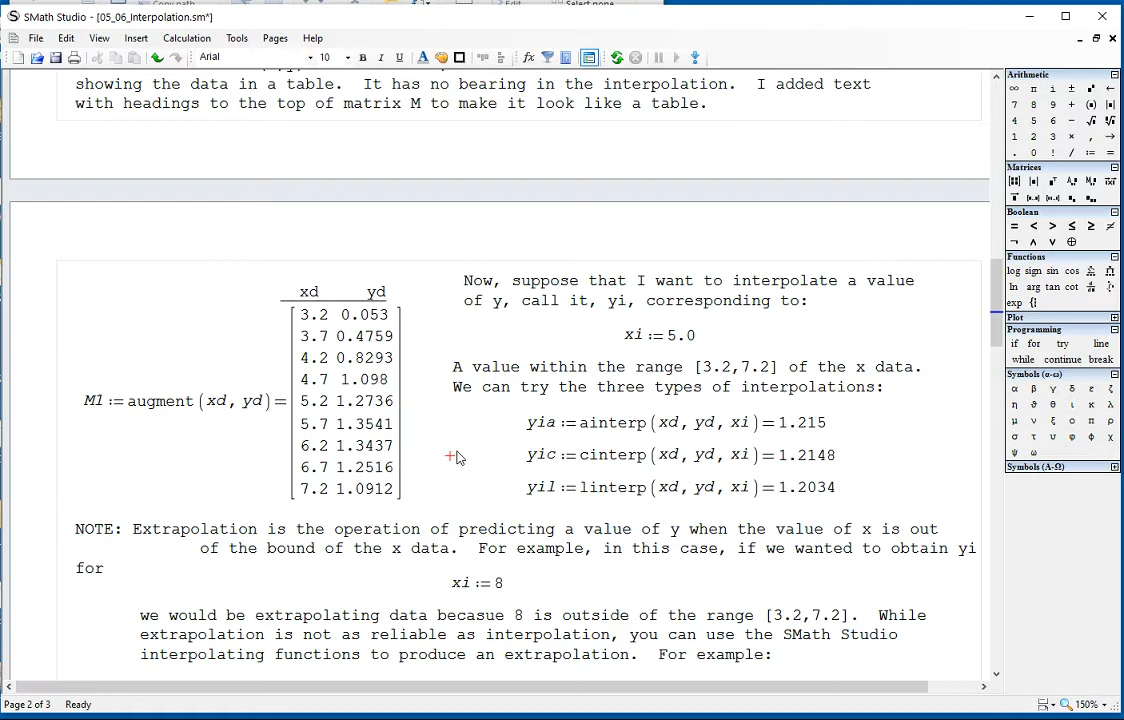 SMath Studio - [05_06_Interpolation.sm*]
File Edit View Insert Calculation Tools Pages Help
Arial 10 B I U A fx
showing the data in a table. It has no bearing in the interpolation. I added text
with headings to the top of matrix M to make it look like a table.
xd yd
M1:=augment(xd, yd)=
3.2 0.053
3.7 0.4759
4.2 0.8293
4.7 1.098
5.2 1.2736
5.7 1.3541
6.2 1.3437
6.7 1.2516
7.2 1.0912
Now, suppose that I want to interpolate a value
of y, call it, yi, corresponding to:
xi:=5.0
A value within the range [3.2,7.2] of the x data.
We can try the three types of interpolations:
yia:=ainterp(xd, yd, xi)=1.215
yic:=cinterp(xd, yd, xi)=1.2148
yil:=linterp(xd, yd, xi)=1.2034
NOTE: Extrapolation is the operation of predicting a value of y when the value of x is out
of the bound of the x data. For example, in this case, if we wanted to obtain yi
for
xi:=8
we would be extrapolating data becasue 8 is outside of the range [3.2,7.2]. While
extrapolation is not as reliable as interpolation, you can use the SMath Studio
interpolating functions to produce an extrapolation. For example:
Arithmetic
∞ π i ± ←
7 8 9 + (▪) |▪|
4 5 6 − √
1 2 3 × , →
. 0 ! / := =
Matrices
Boolean
= < > ≤ ≥ ≠
¬ ∧ ∨ ⊕
Functions
log sign sin cos
ln arg tan cot
exp
Plot
Programming
if for try line
while continue break
Symbols (α-ω)
α β γ δ ε ζ
η θ ι κ λ
μ ν ξ ο π ρ
σ τ υ φ χ
ψ ω
Symbols (Α-Ω)
Page 2 of 3 Ready
150%